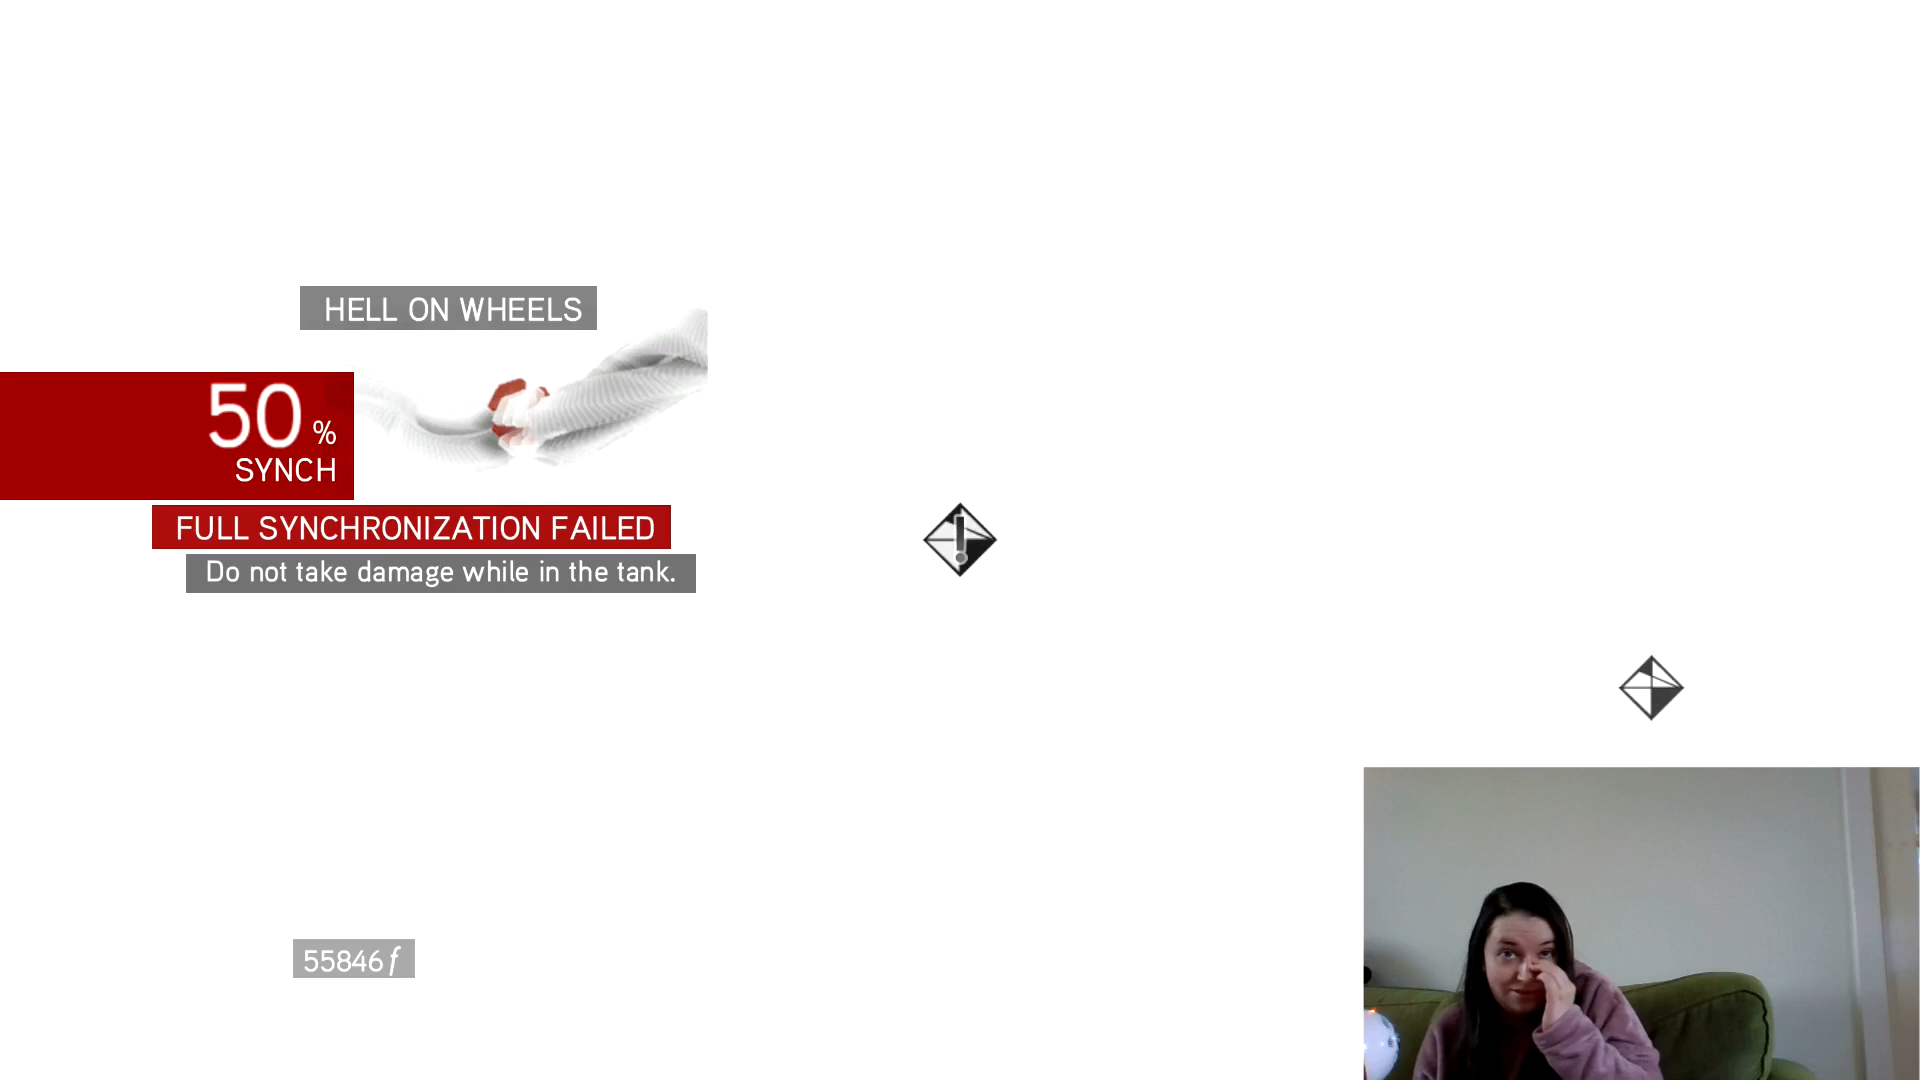 HELL ON WHEELS
50 %
SYNCH
FULL SYNCHRONIZATION FAILED
Do not take damage while in the tank.
55846 f